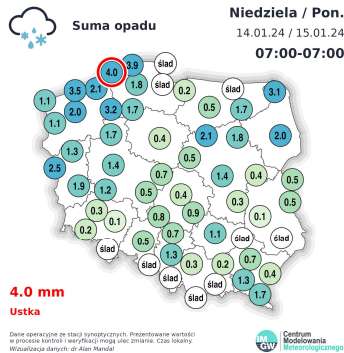 Suma opadu
Niedziela / Pon.
14.01.24 / 15.01.24
07:00-07:00
4.0
3.9
ślad
3.5
2.1
1.8
ślad
0.2
ślad
3.1
1.1
2.0
3.2
1.7
0.5
1.7
1.1
1.7
0.4
2.1
1.8
2.0
1.3
2.5
1.4
0.5
1.9
1.2
0.7
1.4
0.4
0.5
0.5
0.4
0.3
0.5
0.3
0.1
0.8
0.9
0.1
0.2
0.7
1.1
ślad
ślad
ślad
0.5
1.3
ślad
ślad
0.3
0.2
0.7
0.4
ślad
1.3
ślad
1.7
4.0 mm
Ustka
Dane operacyjne ze stacji synoptycznych. Prezentowane wartości
w procesie kontroli i weryfikacji mogą ulec zmianie. Czas lokalny.
Wizualizacja danych: dr Alan Mandal
IMGW
Centrum
Modelowania
Meteorologicznego